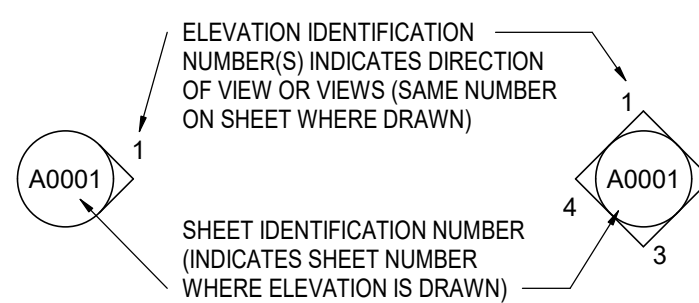 ELEVATION IDENTIFICATION
NUMBER(S) INDICATES DIRECTION
OF VIEW OR VIEWS (SAME NUMBER
ON SHEET WHERE DRAWN)
1
1
A0001
A0001
4
3
SHEET IDENTIFICATION NUMBER
(INDICATES SHEET NUMBER
WHERE ELEVATION IS DRAWN)